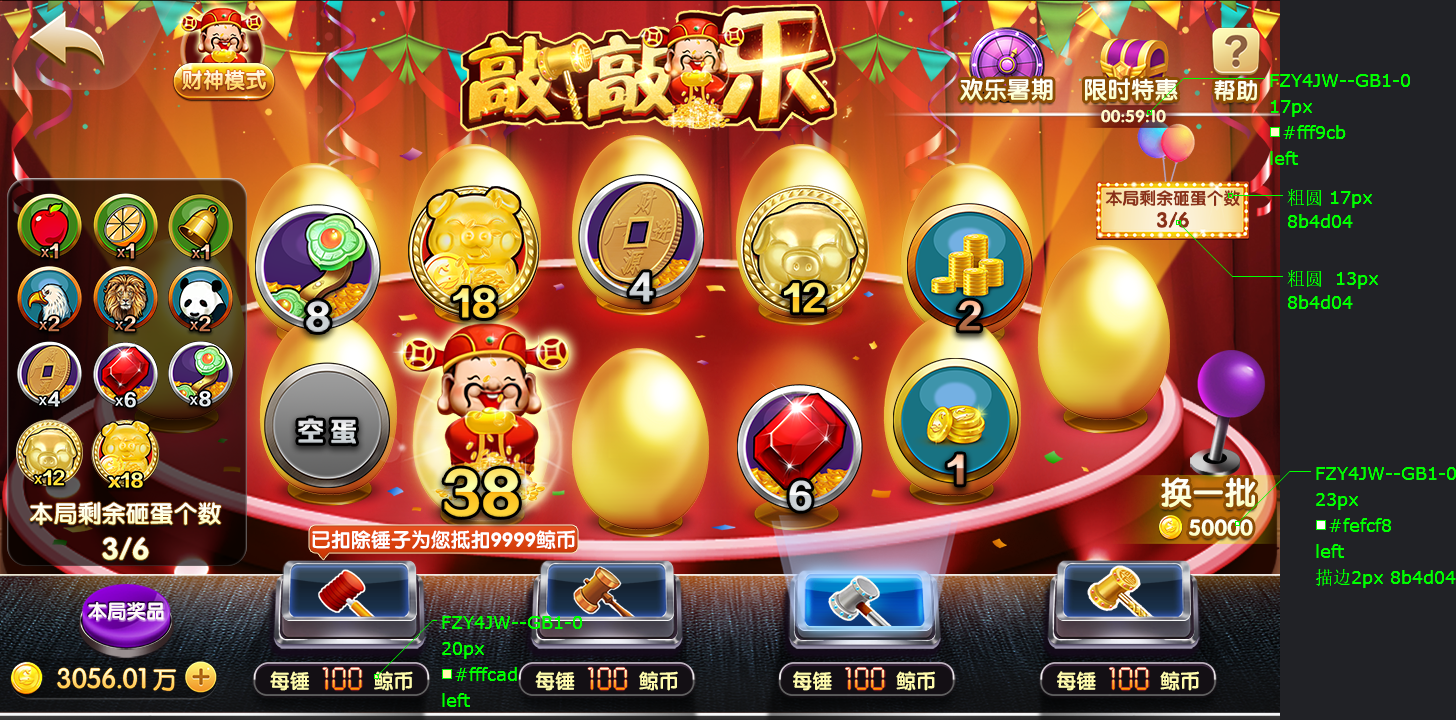 敲敲乐
财神模式
欢乐暑期
限时特惠
00:59:10
帮助
FZY4JW--GB1-0
17px
#fff9cb
left
本局剩余砸蛋个数
3/6
粗圆 17px
8b4d04
粗圆 13px
8b4d04
x1
x1
x1
x2
x2
x2
x4
x6
x8
x12
x18
本局剩余砸蛋个数
3/6
8
18
4
12
2
空蛋
38
6
1
换一批
50000
FZY4JW--GB1-0
23px
#fefcf8
left
描边2px 8b4d04
已扣除锤子为您抵扣9999鲸币
本局奖品
3056.01万
FZY4JW--GB1-0
20px
#fffcad
left
每锤 100 鲸币
每锤 100 鲸币
每锤 100 鲸币
每锤 100 鲸币